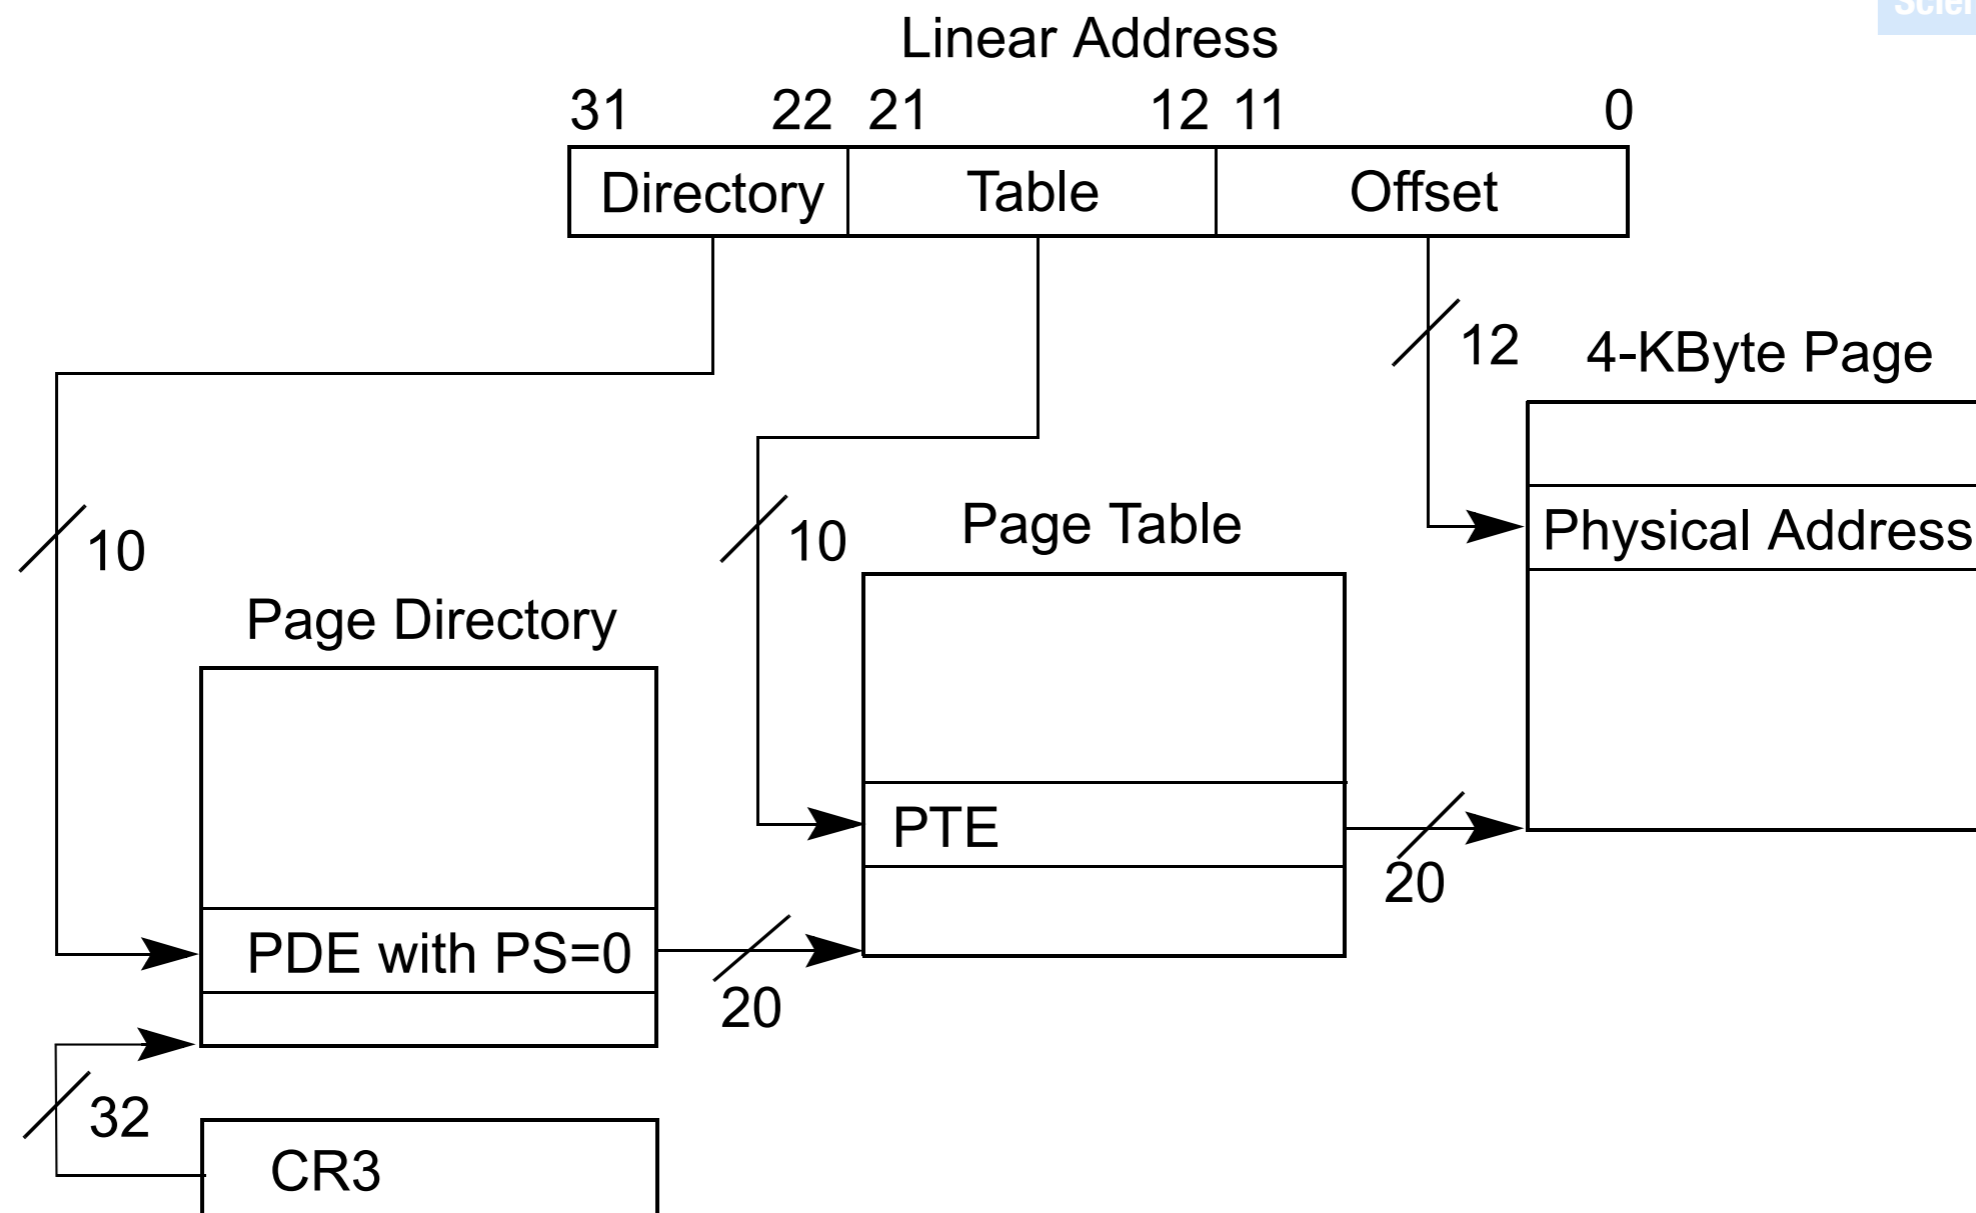 Linear Address
31 22 21 12 11 0
Directory Table Offset
12
4-KByte Page
10
10
Page Table
Physical Address
Page Directory
PTE
20
PDE with PS=0
20
32
CR3